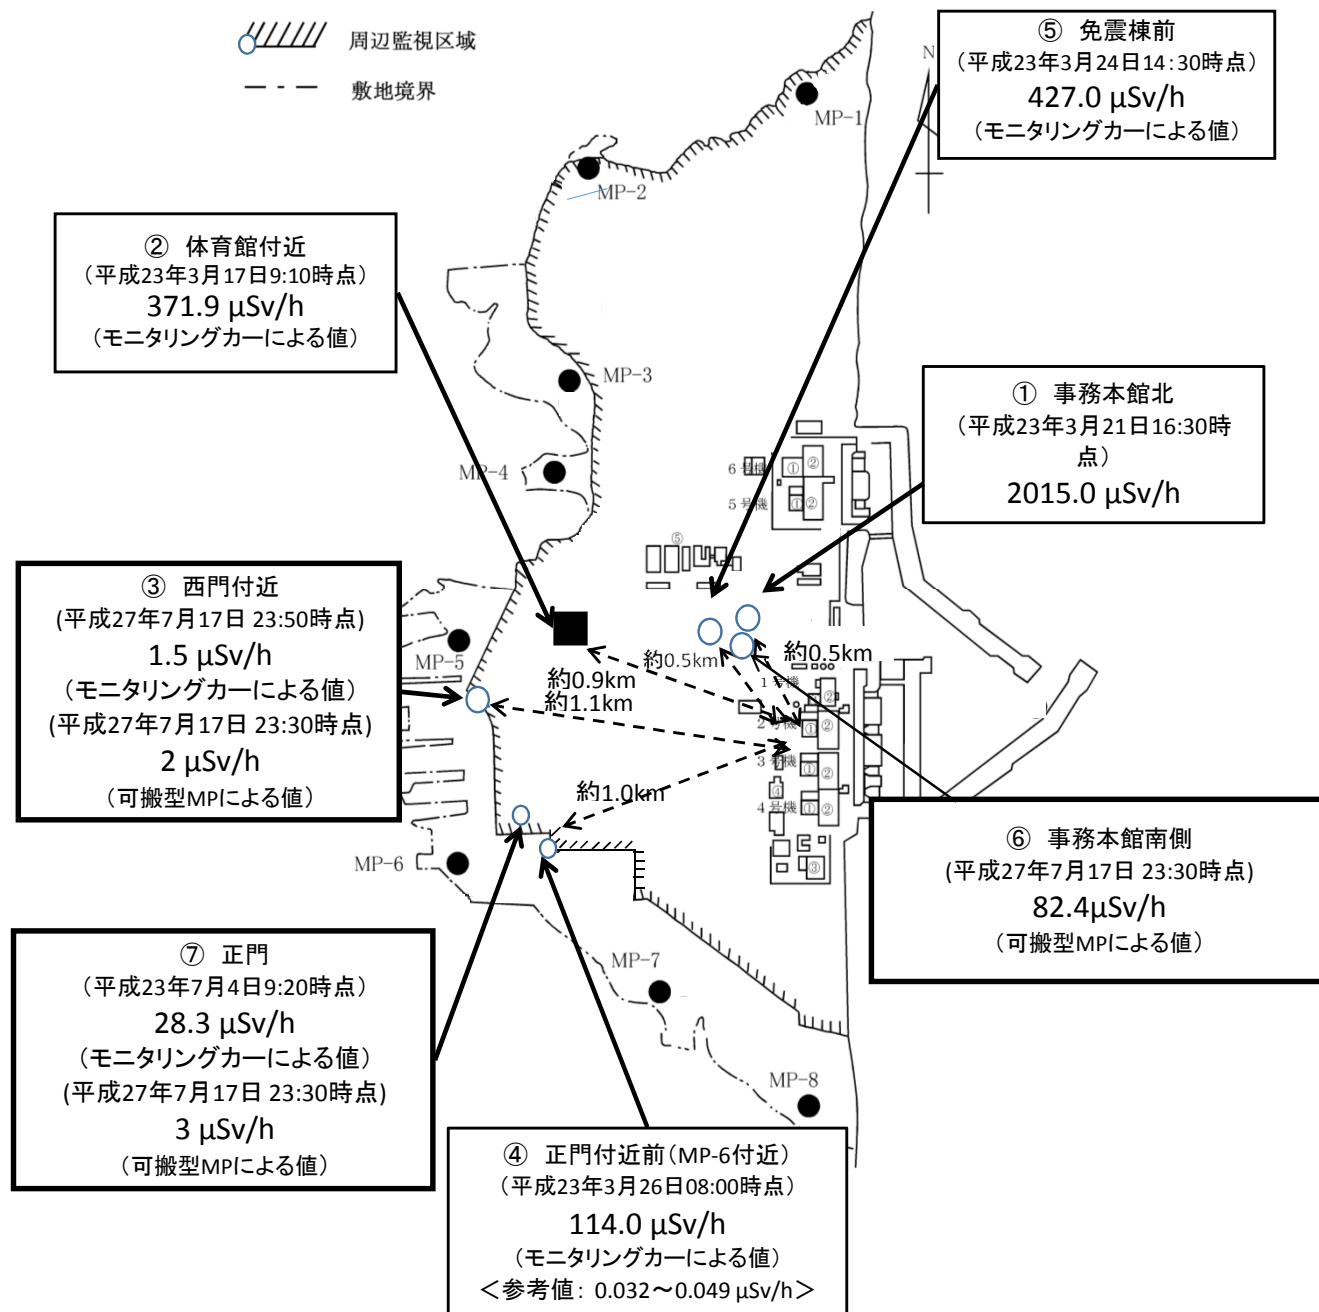 周辺監視区域
敷地境界
⑤ 免震棟前
（平成23年3月24日14:30時点）
427.0 μSv/h
（モニタリングカーによる値）
N
MP-1
MP-2
② 体育館付近
（平成23年3月17日9:10時点）
371.9 μSv/h
（モニタリングカーによる値）
MP-3
① 事務本館北
（平成23年3月21日16:30時
点）
2015.0 μSv/h
MP-4
6号機
①
②
5号機
①
②
⑤
③ 西門付近
(平成27年7月17日 23:50時点)
1.5 μSv/h
（モニタリングカーによる値）
(平成27年7月17日 23:30時点)
2 μSv/h
（可搬型MPによる値）
MP-5
約0.5km
約0.5km
約0.9km
約1.1km
1号機
②
2号機
①
②
3号機
①
②
約1.0km
④
4号機
①
②
③
MP-6
⑥ 事務本館南側
(平成27年7月17日 23:30時点)
82.4μSv/h
（可搬型MPによる値）
⑦ 正門
（平成23年7月4日9:20時点）
28.3 μSv/h
（モニタリングカーによる値）
(平成27年7月17日 23:30時点)
3 μSv/h
（可搬型MPによる値）
MP-7
MP-8
④ 正門付近前(MP-6付近)
（平成23年3月26日08:00時点）
114.0 μSv/h
（モニタリングカーによる値）
＜参考値： 0.032～0.049 μSv/h＞